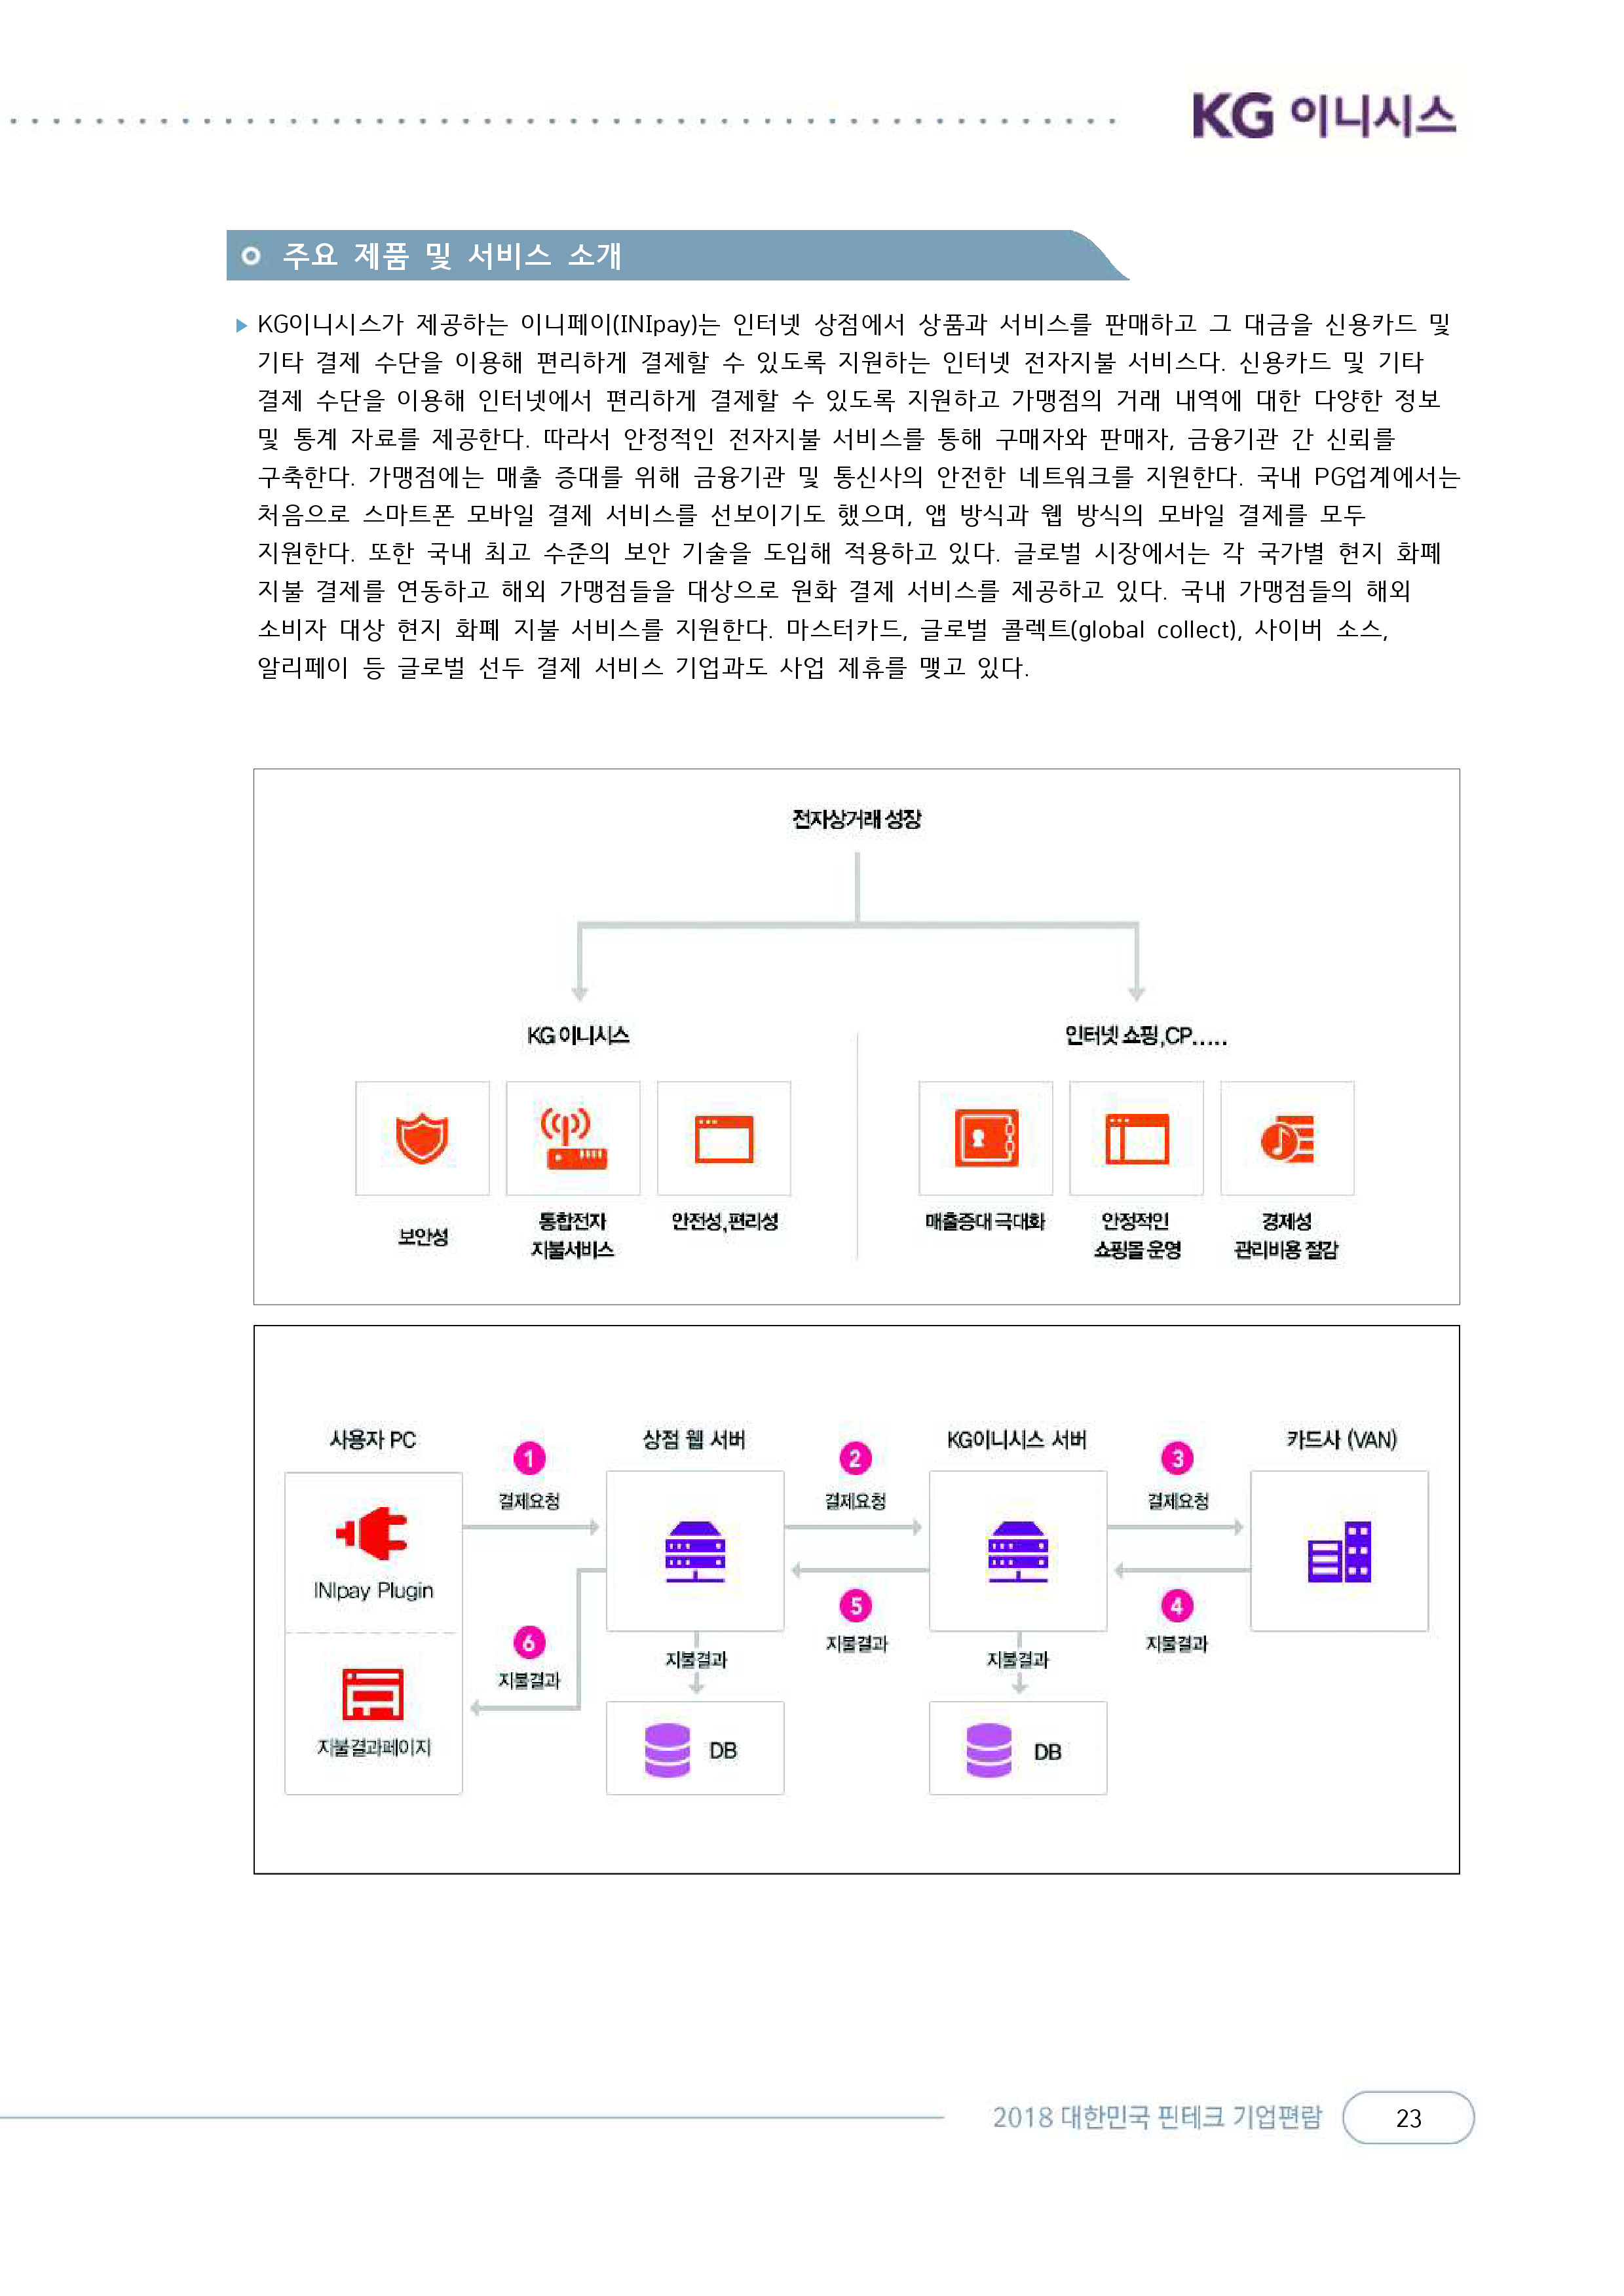 KG 이니시스
주요 제품 및 서비스 소개
KG이니시스가 제공하는 이니페이(INIpay)는 인터넷 상점에서 상품과 서비스를 판매하고 그 대금을 신용카드 및
기타 결제 수단을 이용해 편리하게 결제할 수 있도록 지원하는 인터넷 전자지불 서비스다. 신용카드 및 기타
결제 수단을 이용해 인터넷에서 편리하게 결제할 수 있도록 지원하고 가맹점의 거래 내역에 대한 다양한 정보
및 통계 자료를 제공한다. 따라서 안정적인 전자지불 서비스를 통해 구매자와 판매자, 금융기관 간 신뢰를
구축한다. 가맹점에는 매출 증대를 위해 금융기관 및 통신사의 안전한 네트워크를 지원한다. 국내 PG업계에서는
처음으로 스마트폰 모바일 결제 서비스를 선보이기도 했으며, 앱 방식과 웹 방식의 모바일 결제를 모두
지원한다. 또한 국내 최고 수준의 보안 기술을 도입해 적용하고 있다. 글로벌 시장에서는 각 국가별 현지 화폐
지불 결제를 연동하고 해외 가맹점들을 대상으로 원화 결제 서비스를 제공하고 있다. 국내 가맹점들의 해외
소비자 대상 현지 화폐 지불 서비스를 지원한다. 마스터카드, 글로벌 콜렉트(global collect), 사이버 소스,
알리페이 등 글로벌 선두 결제 서비스 기업과도 사업 제휴를 맺고 있다.
전자상거래 성장
KG 이니시스
인터넷 쇼핑,CP.....
보안성
통합전자
지불서비스
안전성,편리성
매출증대 극대화
안정적인
쇼핑몰 운영
경제성
관리비용 절감
사용자 PC
상점 웹 서버
KG이니시스 서버
카드사 (VAN)
1
결제요청
2
결제요청
3
결제요청
INIpay Plugin
5
지불결과
4
지불결과
6
지불결과
지불결과
지불결과
지불결과페이지
DB
DB
2018 대한민국 핀테크 기업편람
23